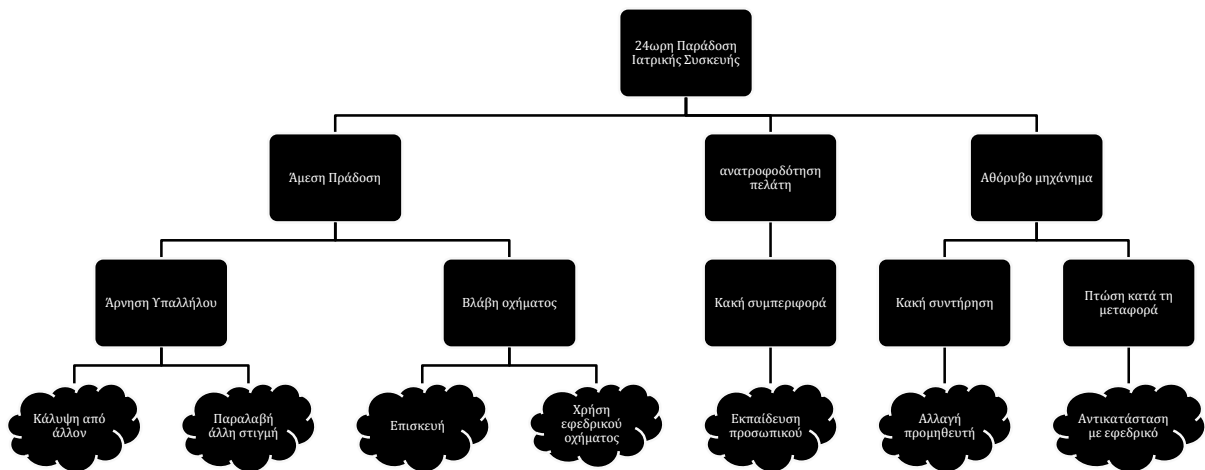 24ωρη Παράδοση
Ιατρικής Συσκευής
Άμεση Πράδοση
ανατροφοδότηση
πελάτη
Αθόρυβο μηχάνημα
Άρνηση Υπαλλήλου
Βλάβη οχήματος
Κακή συμπεριφορά
Κακή συντήρηση
Πτώση κατά τη
μεταφορά
Κάλυψη από
άλλον
Παραλαβή
άλλη στιγμή
Επισκευή
Χρήση
εφεδρικού
οχήματος
Εκπαίδευση
προσωπικού
Αλλαγή
προμηθευτή
Αντικατάσταση
με εφεδρικό